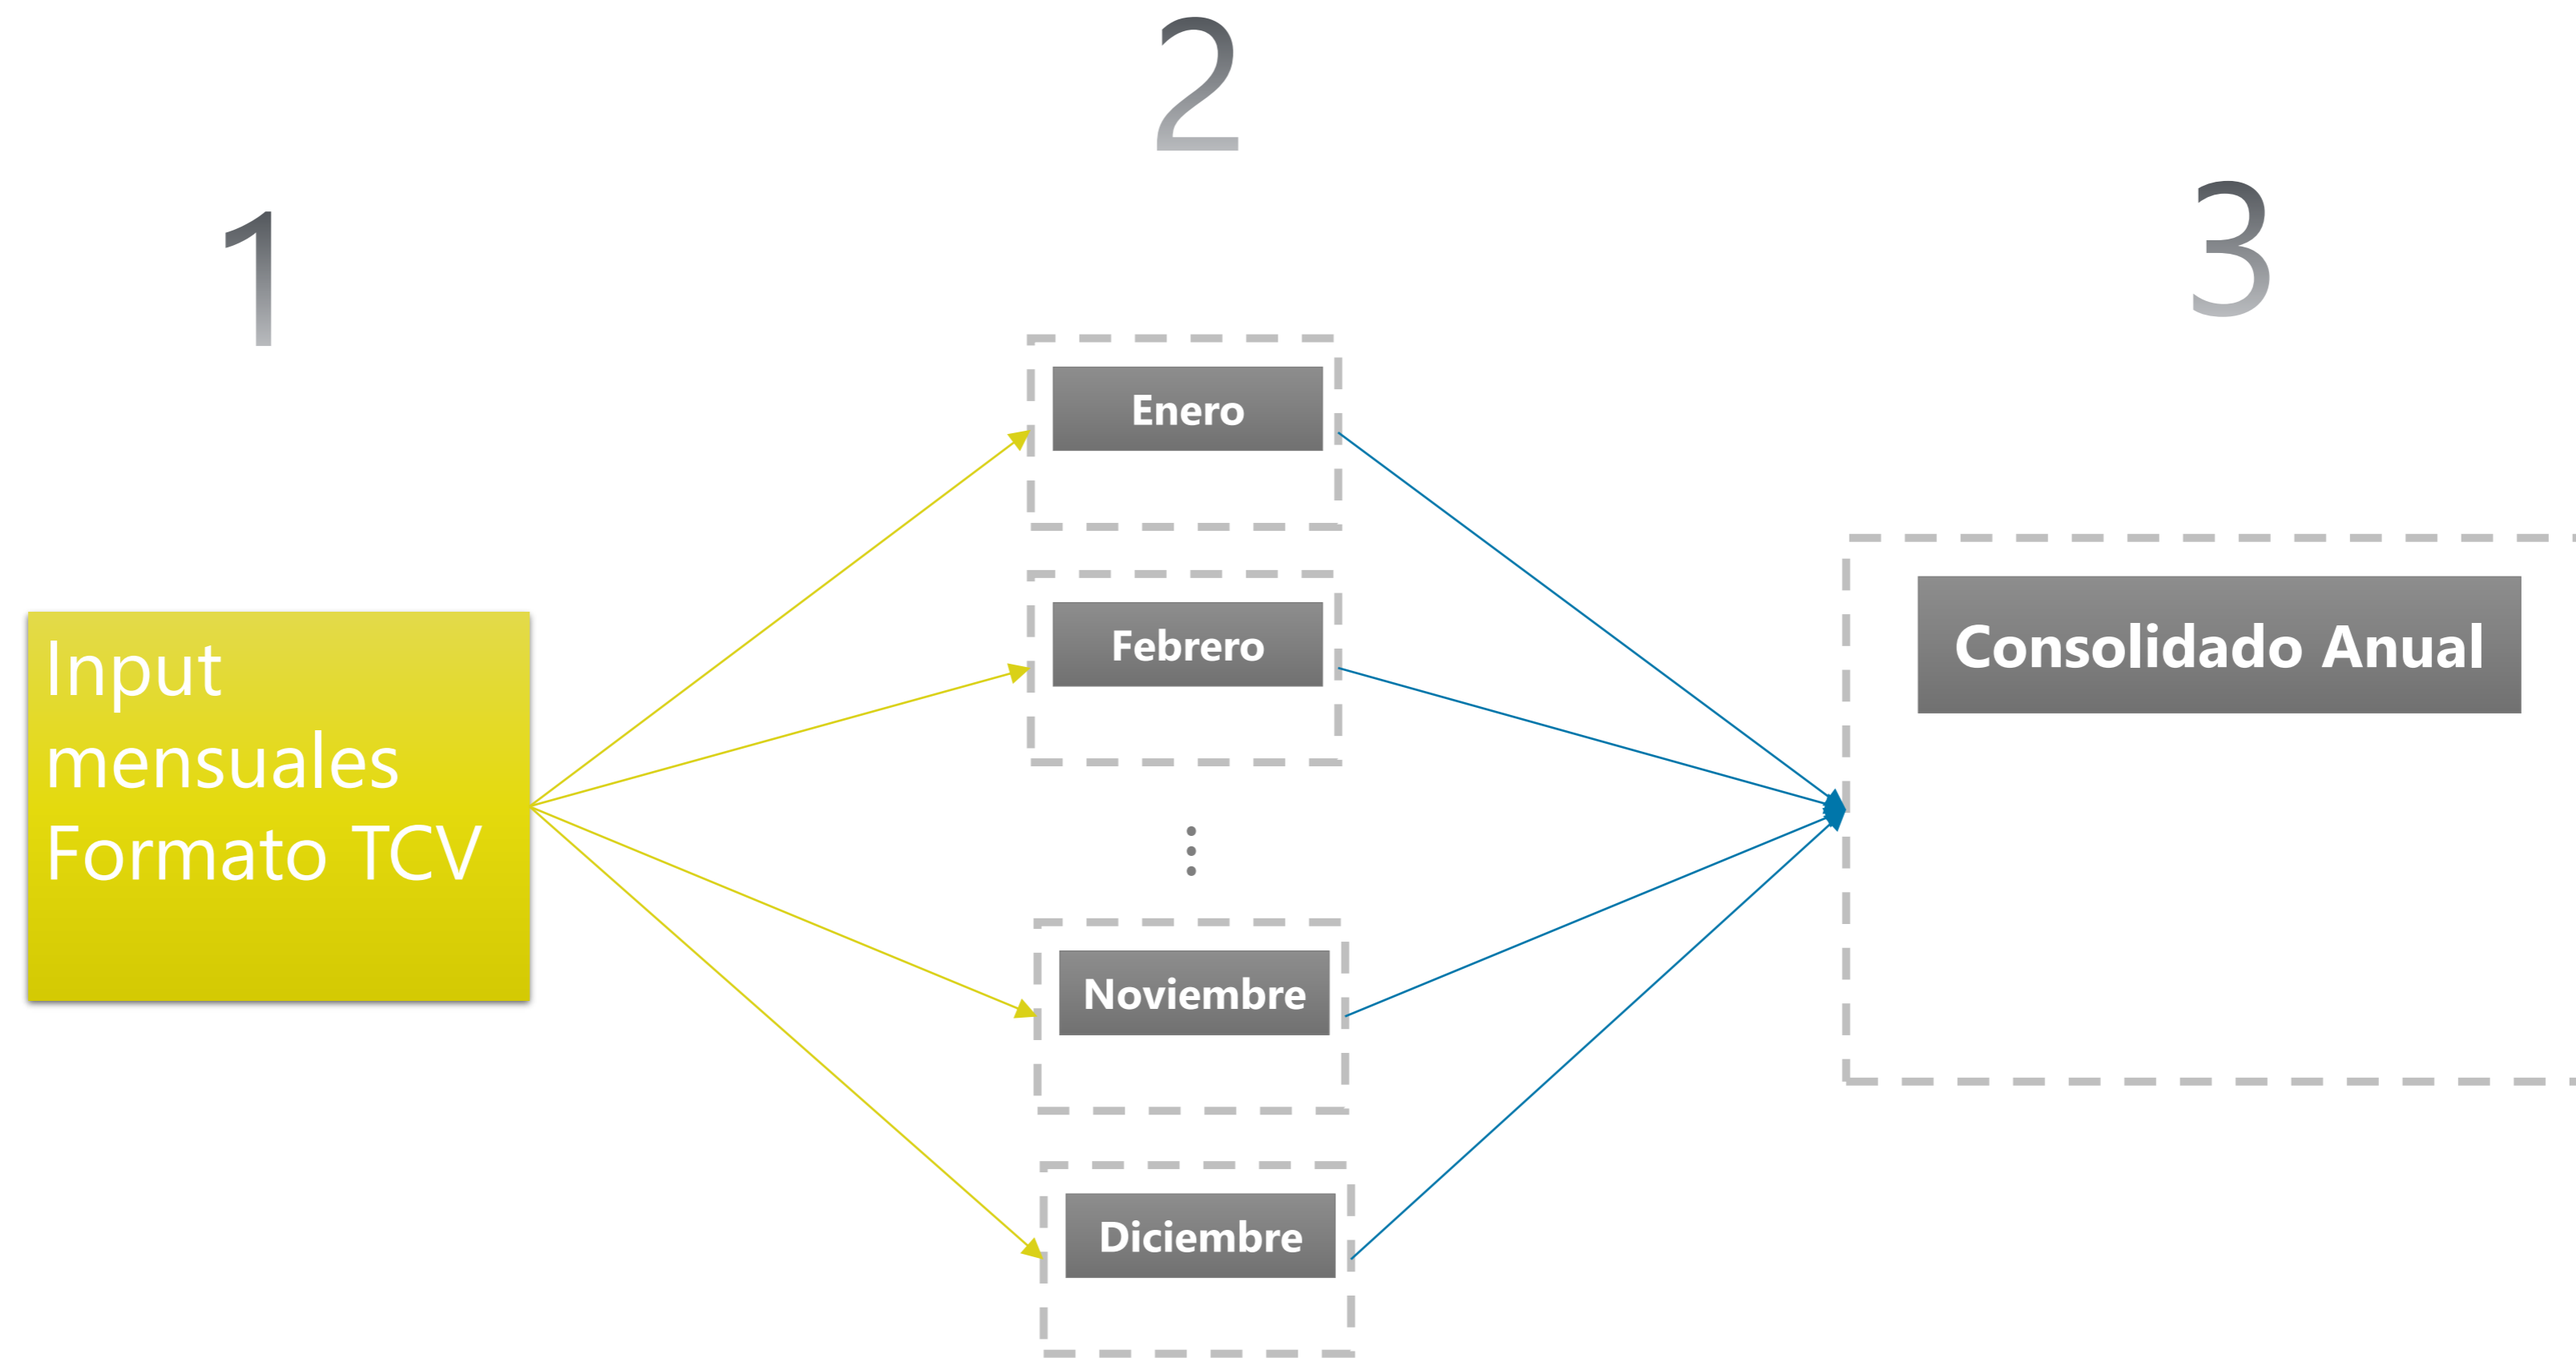 1
2
3
Input
mensuales
Formato TCV
Enero
Febrero
Noviembre
Diciembre
Consolidado Anual